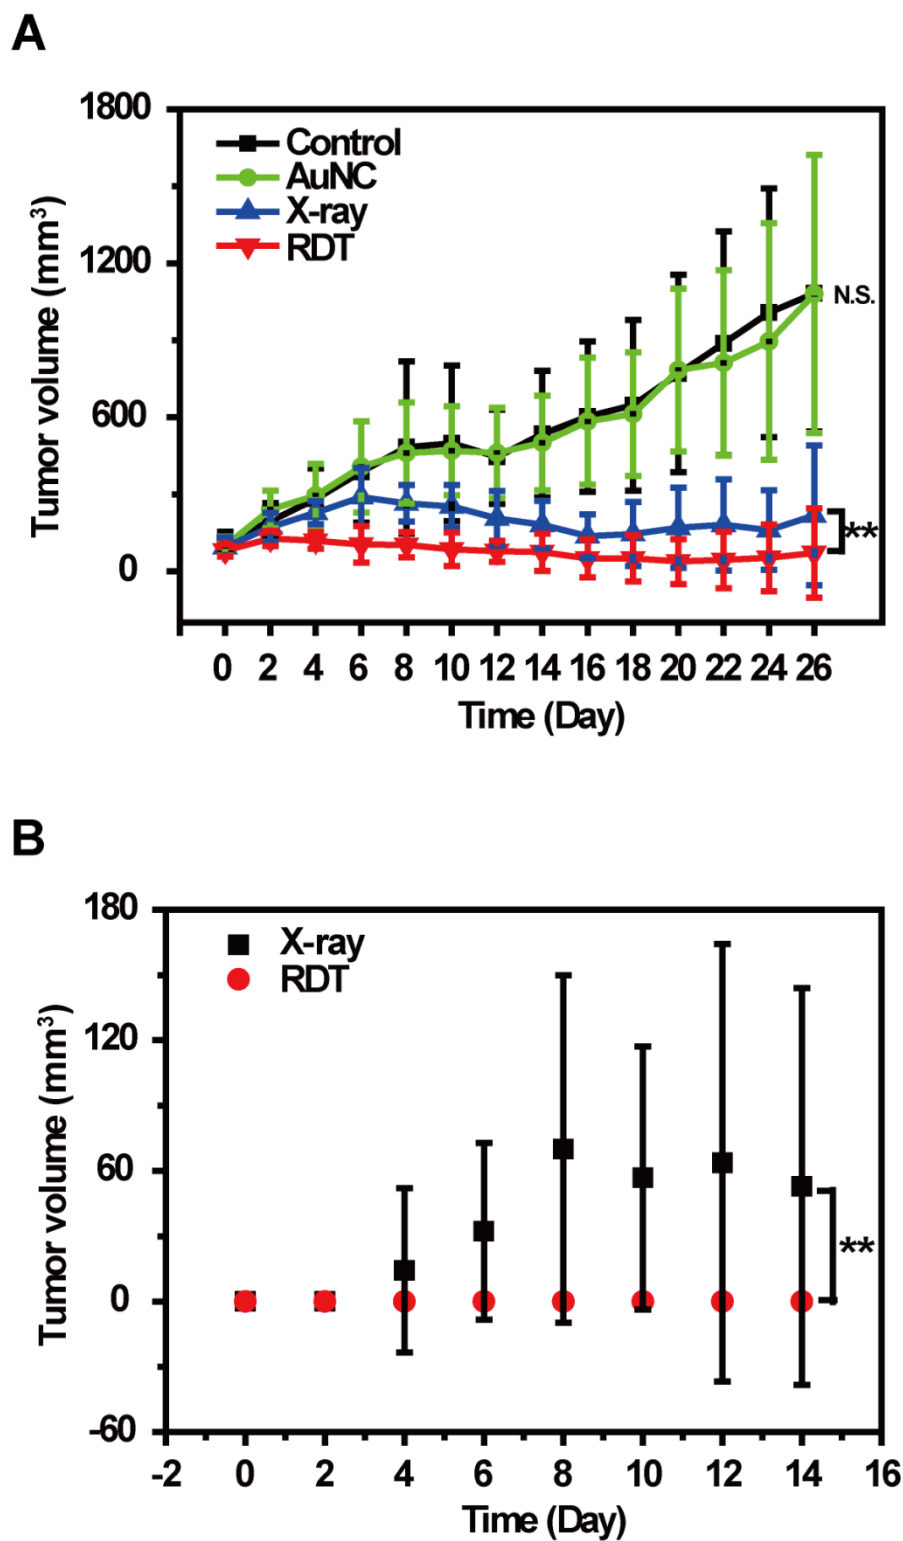 A
1800
1200
600
0
Tumor volume (mm³)
Control
AuNC
X-ray
RDT
N.S.
**
0 2 4 6 8 10 12 14 16 18 20 22 24 26
Time (Day)
B
180
120
60
0
-60
Tumor volume (mm³)
X-ray
RDT
**
-2 0 2 4 6 8 10 12 14 16
Time (Day)